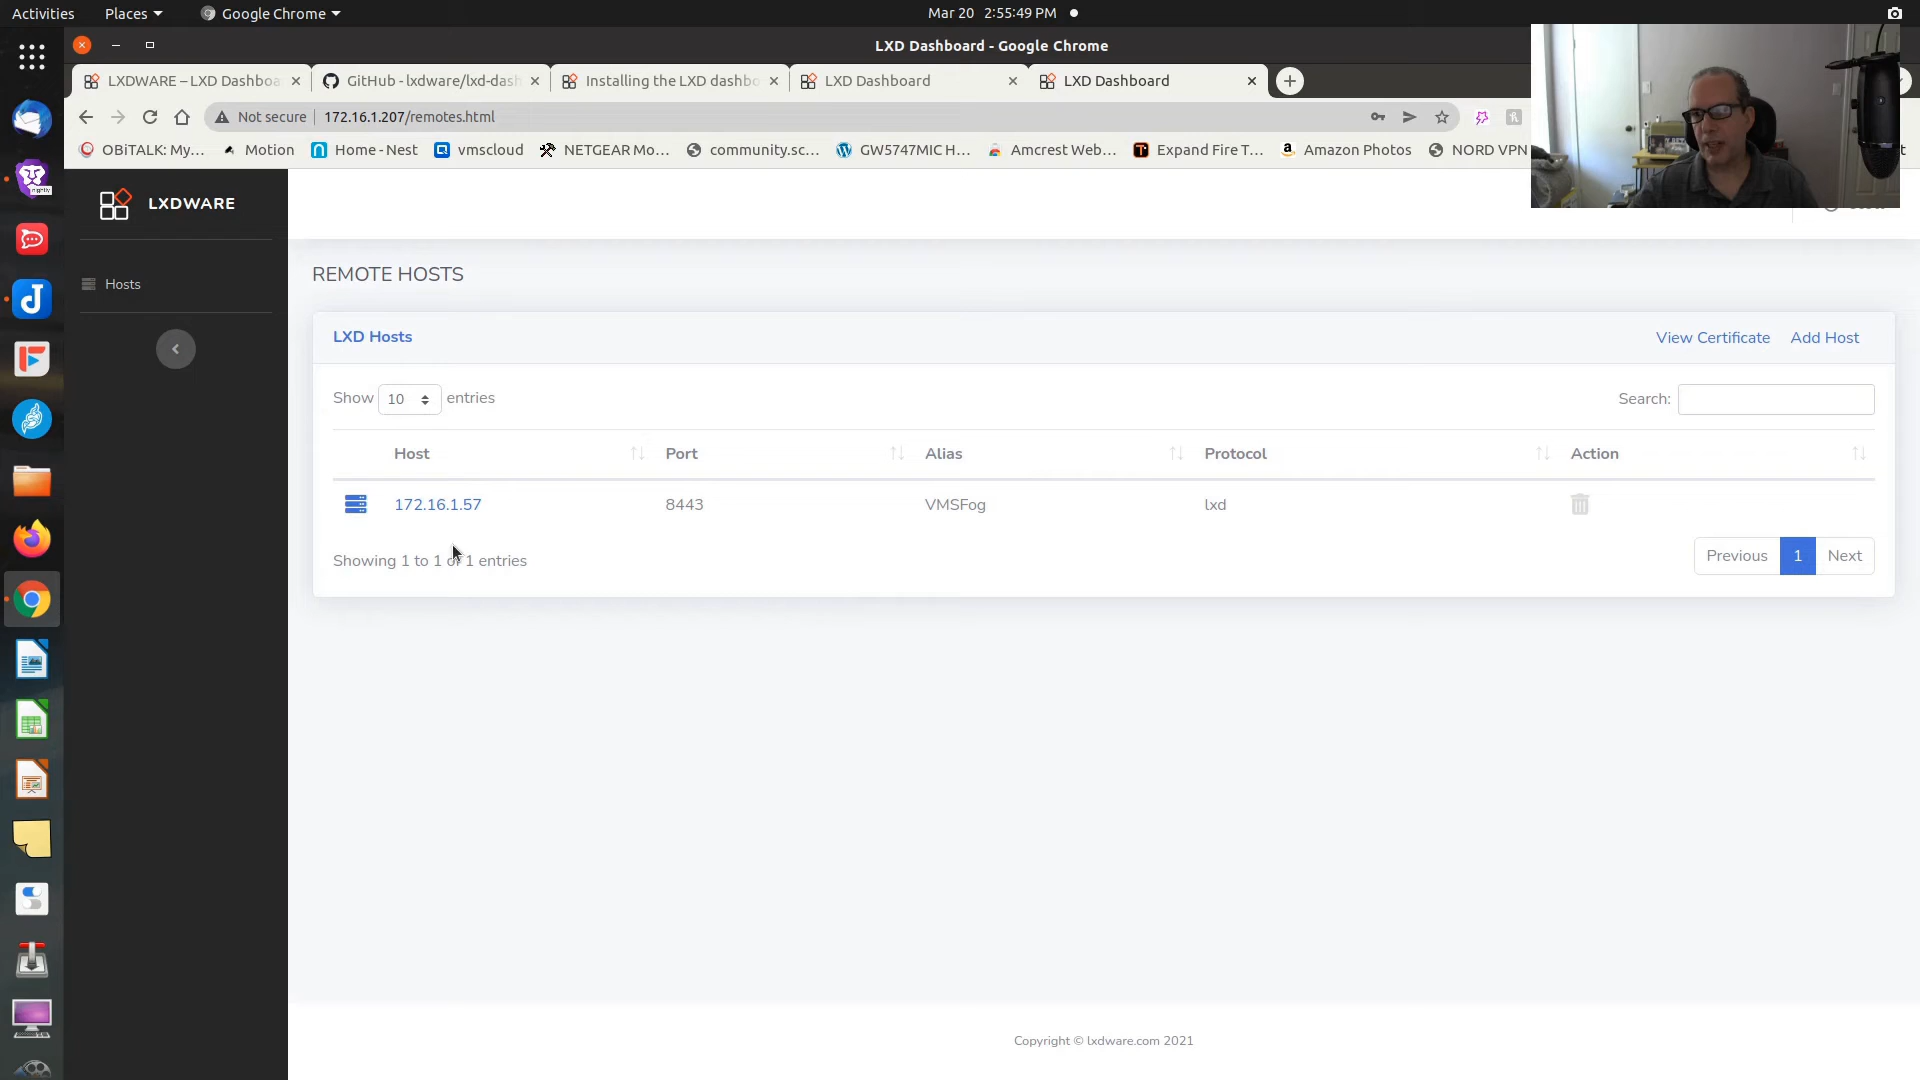 Activities Places Google Chrome Mar 20 2:55:49 PM
LXD Dashboard - Google Chrome
LXDWARE – LXD Dashboa GitHub - lxdware/lxd-dash Installing the LXD dashbo LXD Dashboard LXD Dashboard
Not secure 172.16.1.207/remotes.html
OBiTALK: My... Motion Home - Nest vmscloud NETGEAR Mo... community.sc... GW5747MIC H... Amcrest Web... Expand Fire T... Amazon Photos NORD VPN
LXDWARE
Hosts
REMOTE HOSTS
LXD Hosts View Certificate Add Host
Show 10 entries Search:
Host Port Alias Protocol Action
172.16.1.57 8443 VMSFog lxd
Showing 1 to 1 of 1 entries Previous 1 Next
Copyright © lxdware.com 2021
nightly